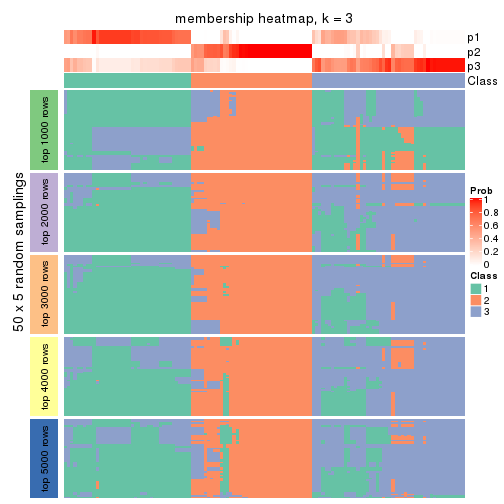 membership heatmap, k = 3
p1
p2
p3
Class
50 x 5 random samplings
top 1000 rows
top 2000 rows
top 3000 rows
top 4000 rows
top 5000 rows
Prob
1
0.8
0.6
0.4
0.2
0
Class
1
2
3